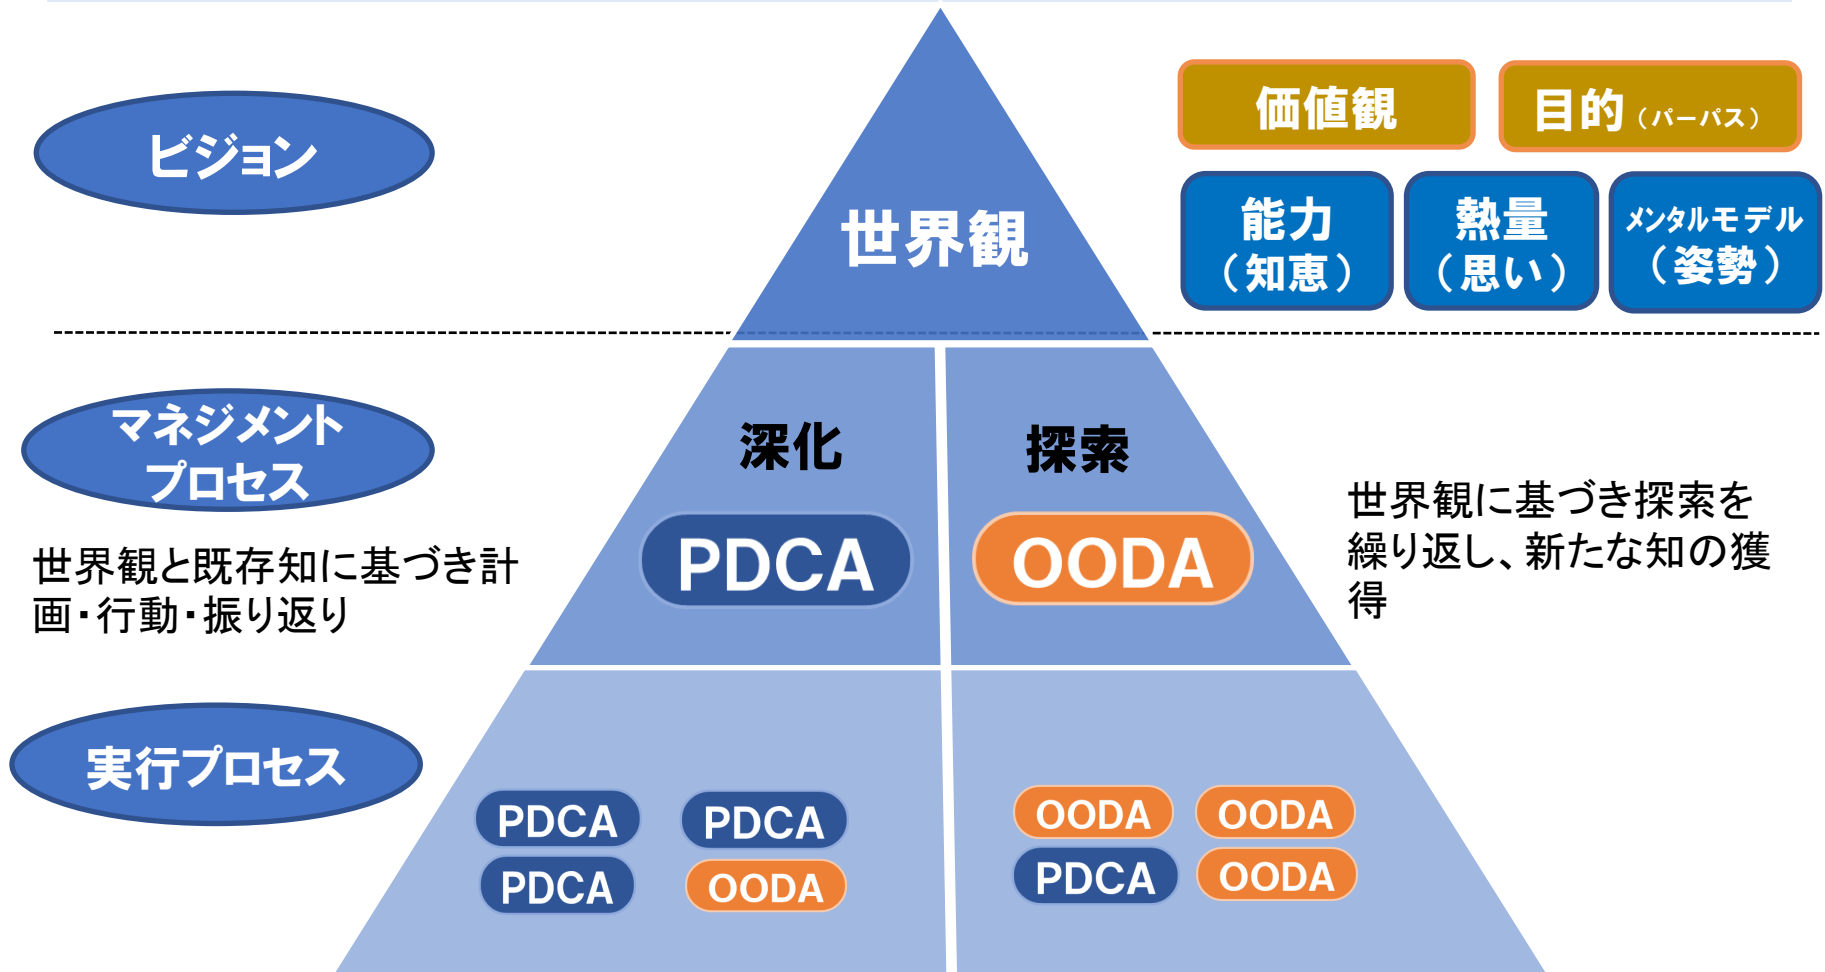 ビジョン
価値観
目的（パーパス）
世界観
能力
（知恵）
熱量
（思い）
メンタルモデル
（姿勢）
マネジメント
プロセス
深化
探索
PDCA
OODA
世界観と既存知に基づき計
画・行動・振り返り
世界観に基づき探索を
繰り返し、新たな知の獲
得
実行プロセス
PDCA
PDCA
PDCA
OODA
OODA
OODA
PDCA
OODA